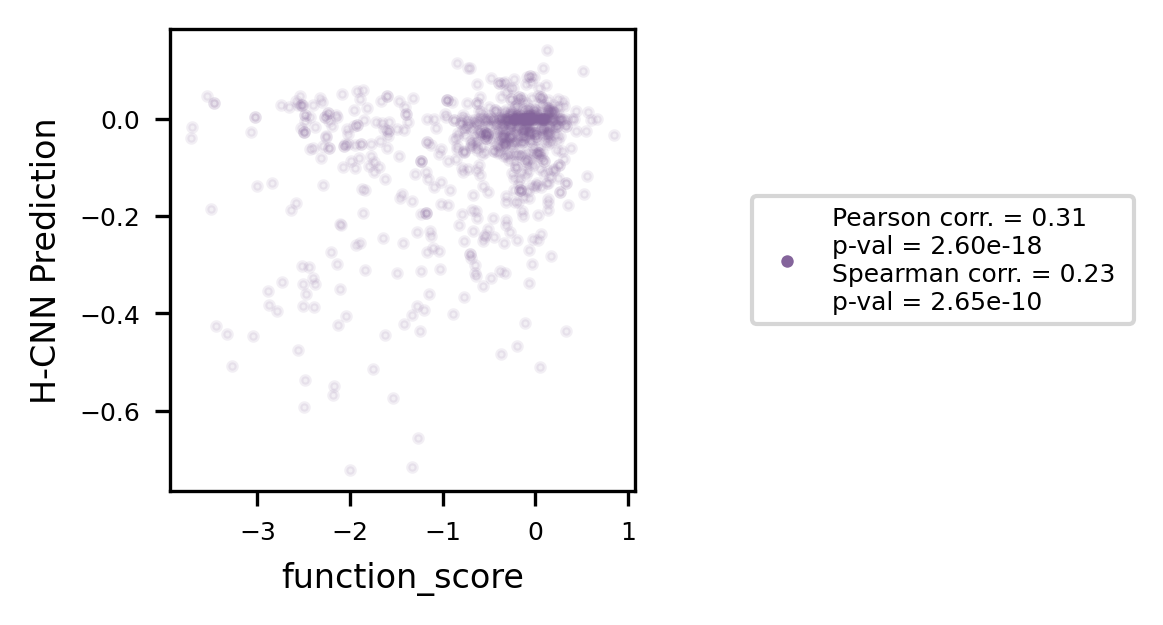 H-CNN Prediction
0.0
−0.2
−0.4
−0.6
−3
−2
−1
0
1
function_score
Pearson corr. = 0.31
p-val = 2.60e-18
Spearman corr. = 0.23
p-val = 2.65e-10